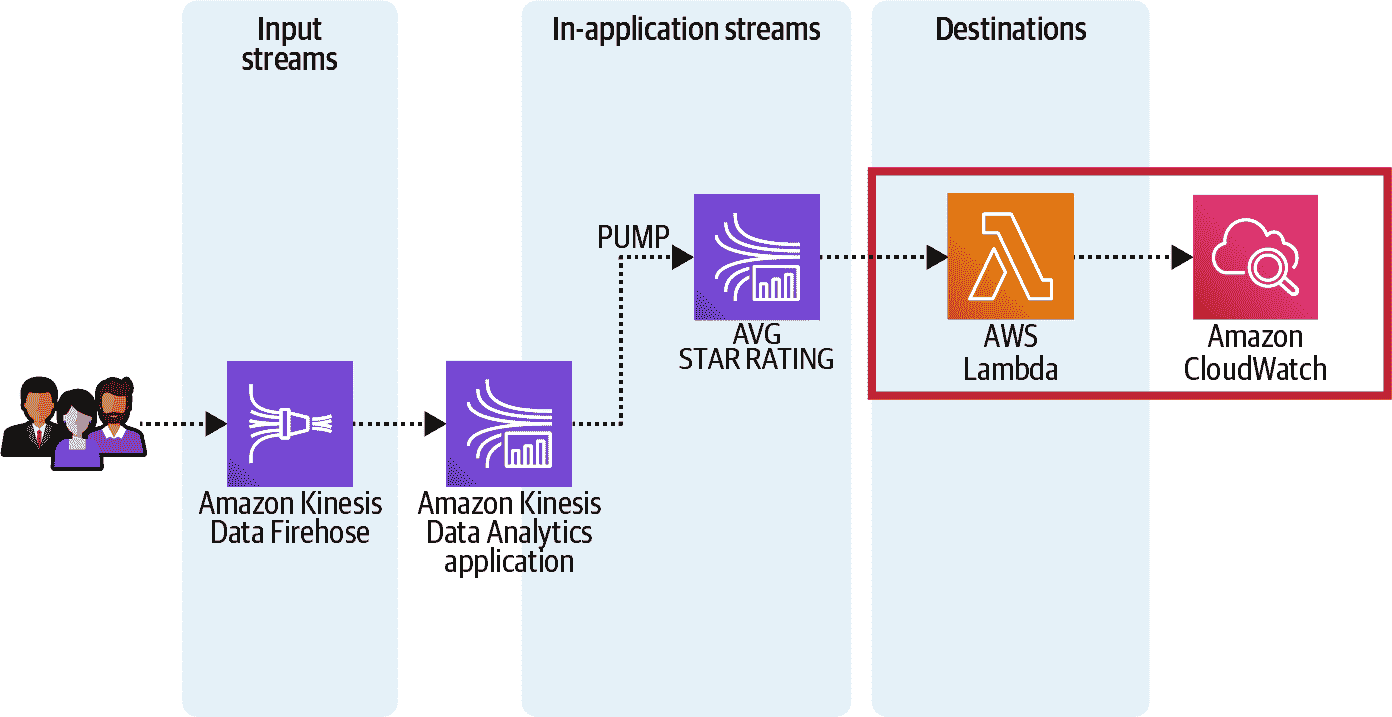 Input
streams
In-application streams
Destinations
PUMP
AVG
STAR RATING
AWS
Lambda
Amazon
CloudWatch
Amazon Kinesis
Data Firehose
Amazon Kinesis
Data Analytics
application